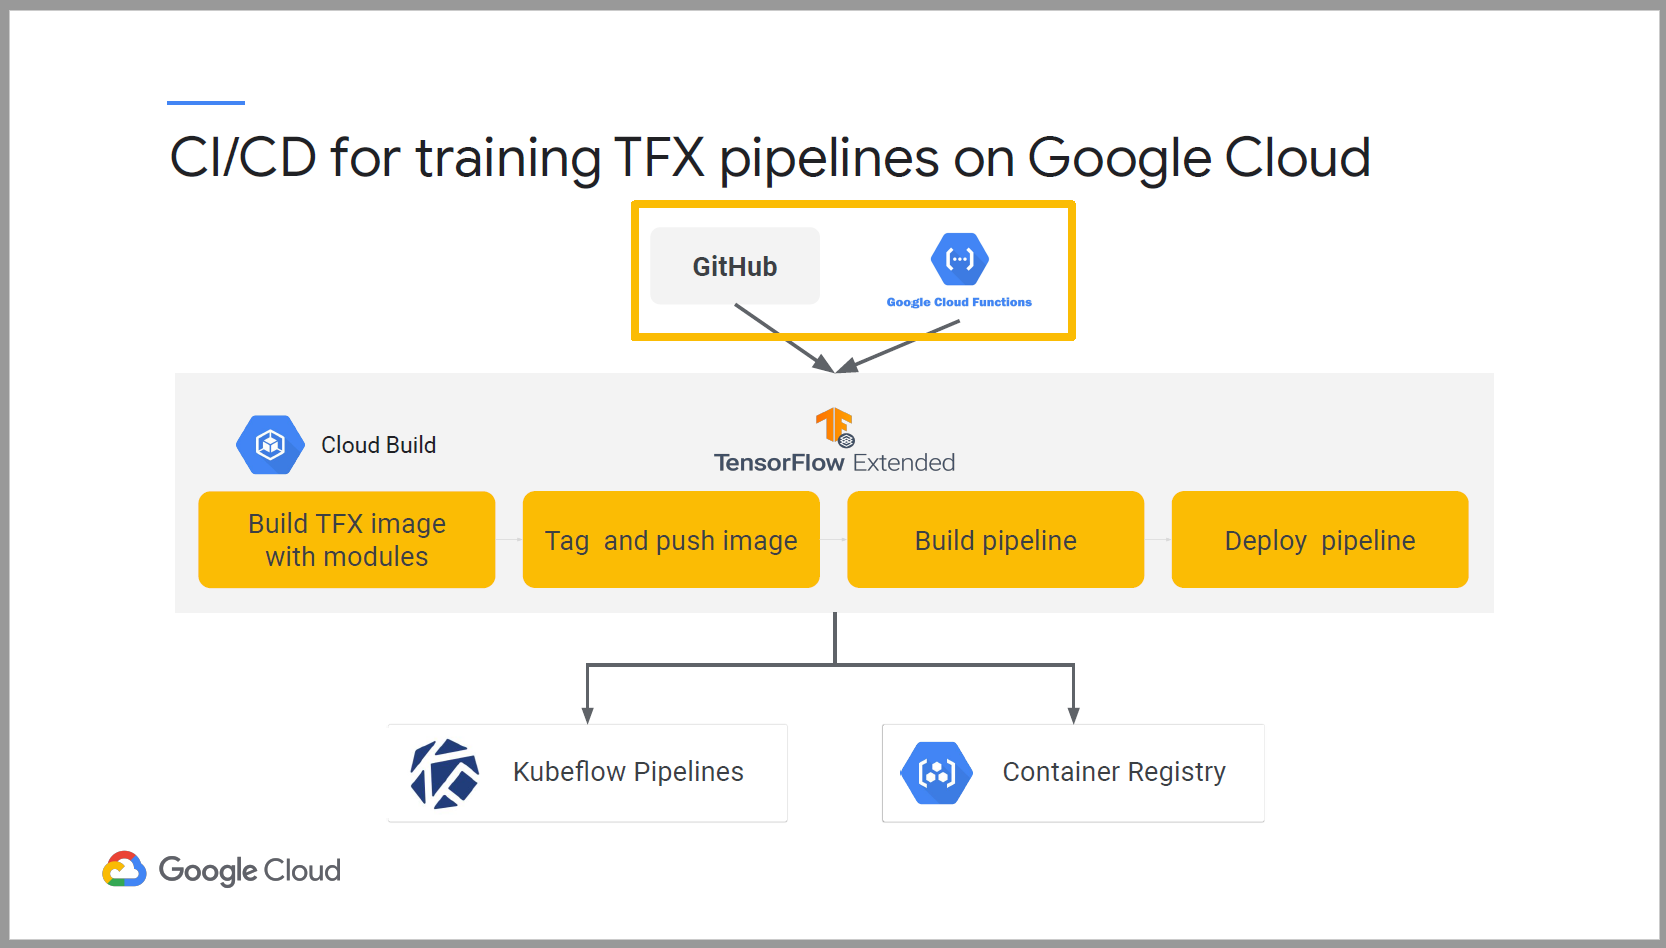 CI/CD for training TFX pipelines on Google Cloud
GitHub
Google Cloud Functions
Cloud Build
TensorFlow Extended
Build TFX image
with modules
Tag and push image
Build pipeline
Deploy pipeline
Kubeflow Pipelines
Container Registry
Google Cloud